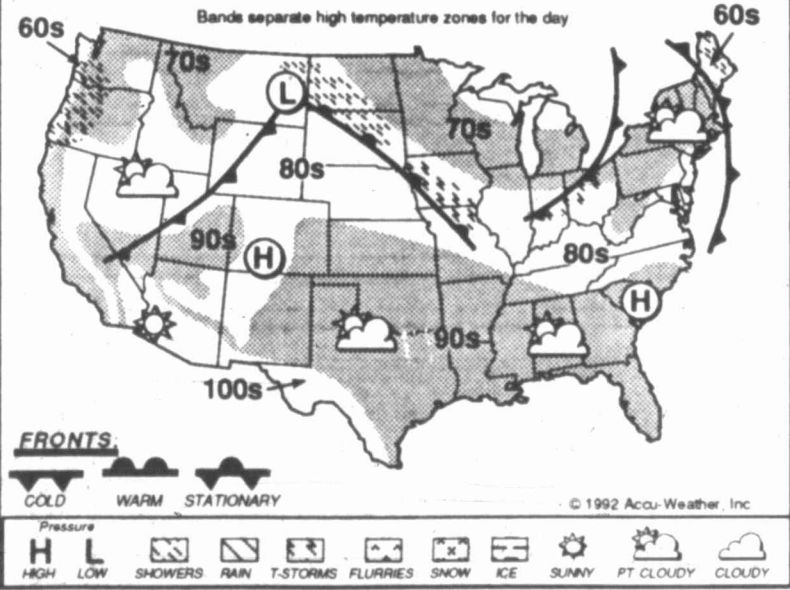 Bands separate high temperature zones for the day
60s
60s
70s
L
70s
80s
90s
H
80s
H
90s
100s
FRONTS:
COLD
WARM
STATIONARY
© 1992 Accu-Weather, Inc
Pressure
H
L
HIGH
LOW
SHOWERS
RAIN
T-STORMS
FLURRIES
SNOW
ICE
SUNNY
PT CLOUDY
CLOUDY